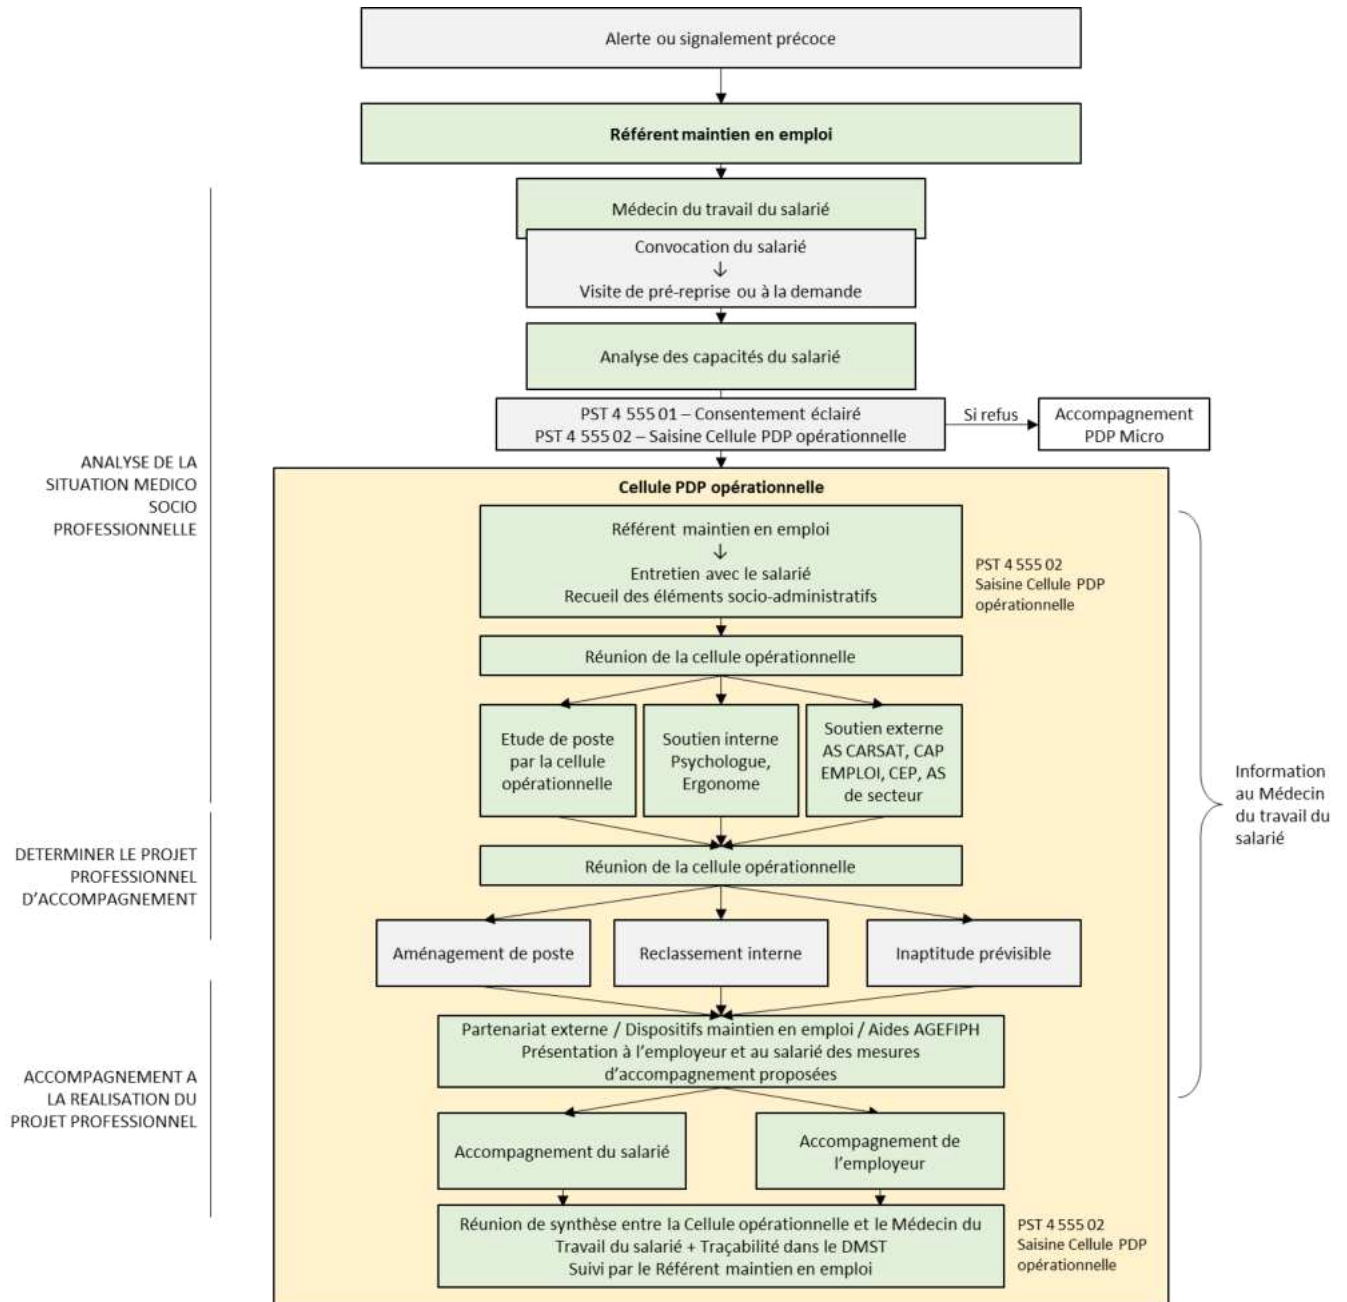 Alerte ou signalement précoce
Référent maintien en emploi
Médecin du travail du salarié
Convocation du salarié
↓
Visite de pré-reprise ou à la demande
Analyse des capacités du salarié
PST 4 555 01 – Consentement éclairé
PST 4 555 02 – Saisine Cellule PDP opérationnelle
Si refus
Accompagnement
PDP Micro
ANALYSE DE LA
SITUATION MEDICO
SOCIO
PROFESSIONNELLE
Cellule PDP opérationnelle
Référent maintien en emploi
↓
Entretien avec le salarié
Recueil des éléments socio-administratifs
PST 4 555 02
Saisine Cellule PDP
opérationnelle
Réunion de la cellule opérationnelle
Etude de poste
par la cellule
opérationnelle
Soutien interne
Psychologue,
Ergonome
Soutien externe
AS CARSAT, CAP
EMPLOI, CEP, AS
de secteur
Information
au Médecin
du travail du
salarié
DETERMINER LE PROJET
PROFESSIONNEL
D’ACCOMPAGNEMENT
Réunion de la cellule opérationnelle
Aménagement de poste
Reclassement interne
Inaptitude prévisible
ACCOMPAGNEMENT A
LA REALISATION DU
PROJET PROFESSIONNEL
Partenariat externe / Dispositifs maintien en emploi / Aides AGEFIPH
Présentation à l’employeur et au salarié des mesures
d’accompagnement proposées
Accompagnement du salarié
Accompagnement de
l’employeur
Réunion de synthèse entre la Cellule opérationnelle et le Médecin du
Travail du salarié + Traçabilité dans le DMST
Suivi par le Référent maintien en emploi
PST 4 555 02
Saisine Cellule PDP
opérationnelle